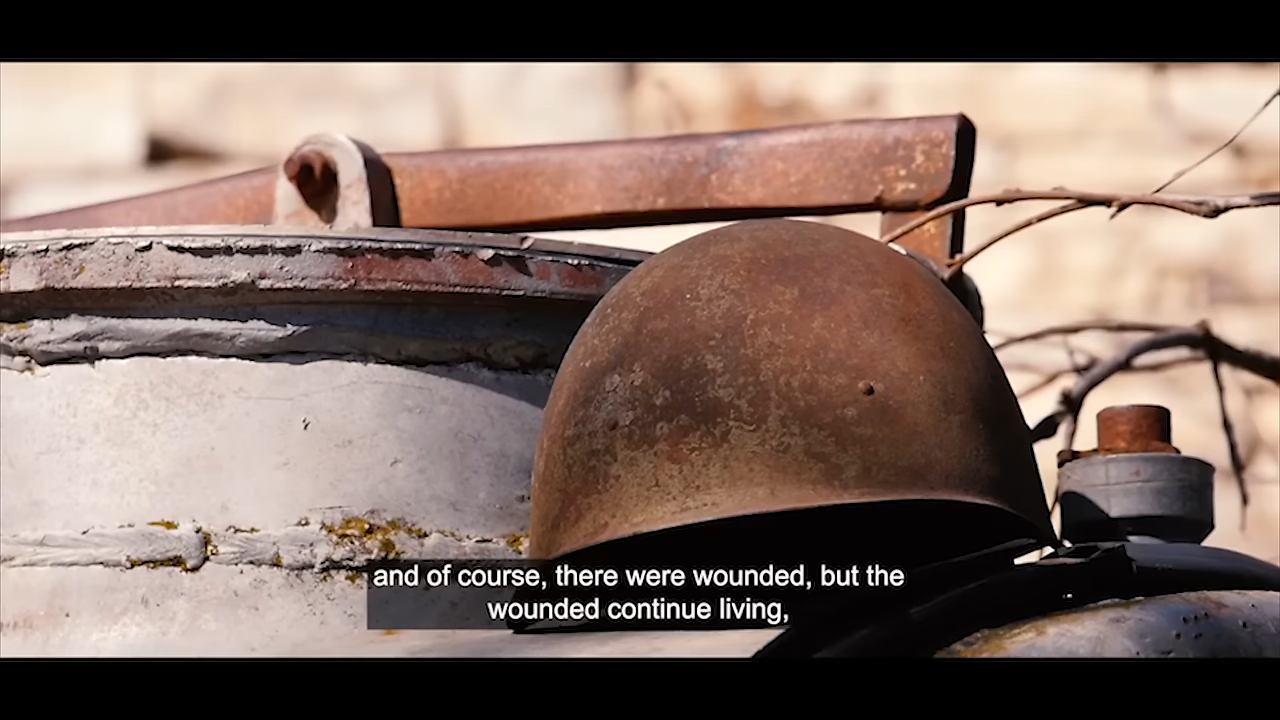 and of course, there were wounded, but the
wounded continue living,